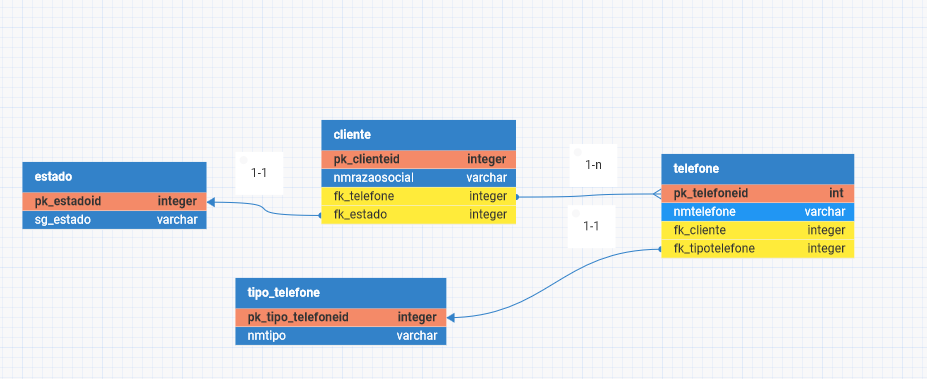 cliente
pk_clienteid integer
nmrazaosocial varchar
fk_telefone integer
fk_estado integer
1-1
estado
pk_estadoid integer
sg_estado varchar
1-n
telefone
pk_telefoneid int
nmtelefone varchar
fk_cliente integer
fk_tipotelefone integer
1-1
tipo_telefone
pk_tipo_telefoneid integer
nmtipo varchar